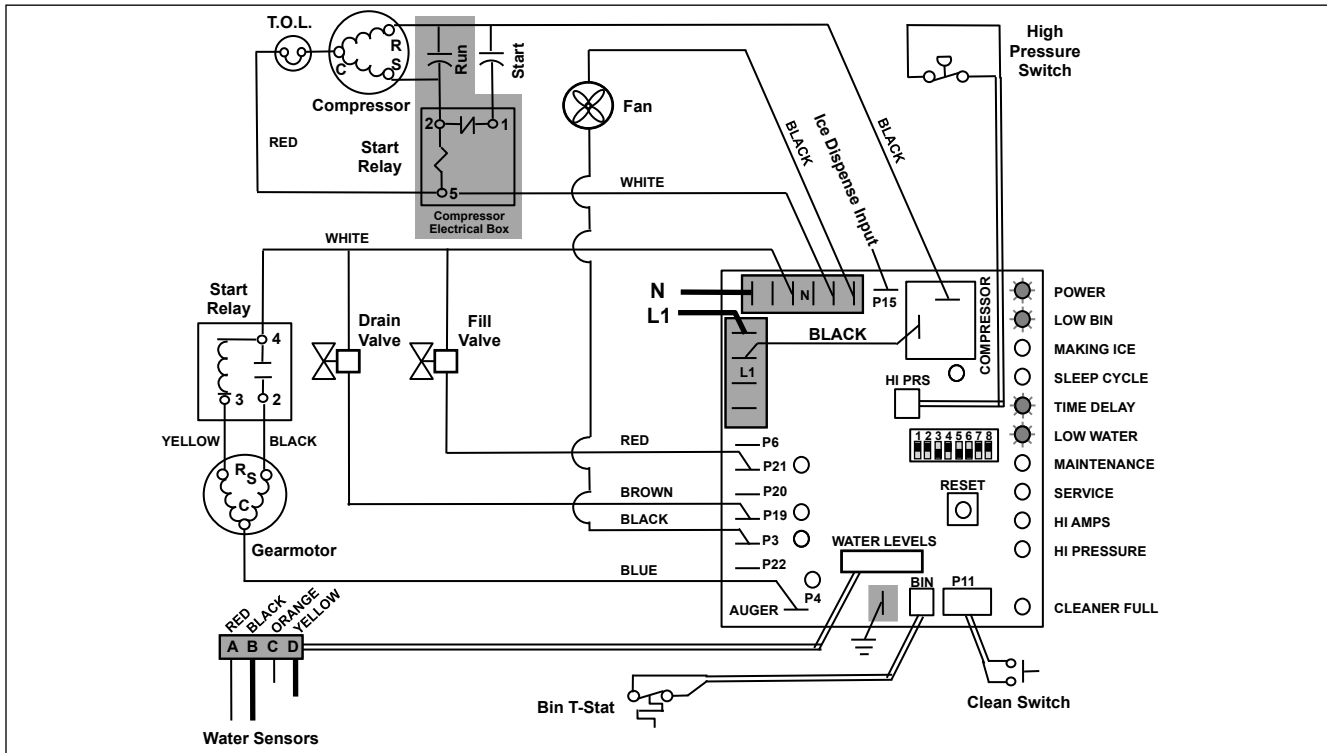 T.O.L.
R
S
C
Compressor
Run
Start
2
1
5
Start
Relay
Compressor
Electrical Box
RED
WHITE
Fan
BLACK
Ice Dispense Input
BLACK
High
Pressure
Switch
WHITE
Start
Relay
4
3
2
YELLOW
BLACK
R
S
C
Gearmotor
Drain
Valve
Fill
Valve
N
L1
N
P15
COMPRESSOR
BLACK
L1
HI PRS
1 2 3 4 5 6 7 8
RESET
RED
BROWN
BLACK
BLUE
P6
P21
P20
P19
P3
P22
P4
AUGER
WATER LEVELS
BIN
P11
POWER
LOW BIN
MAKING ICE
SLEEP CYCLE
TIME DELAY
LOW WATER
MAINTENANCE
SERVICE
HI AMPS
HI PRESSURE
CLEANER FULL
RED
BLACK
ORANGE
YELLOW
A B C D
Water Sensors
Bin T-Stat
Clean Switch